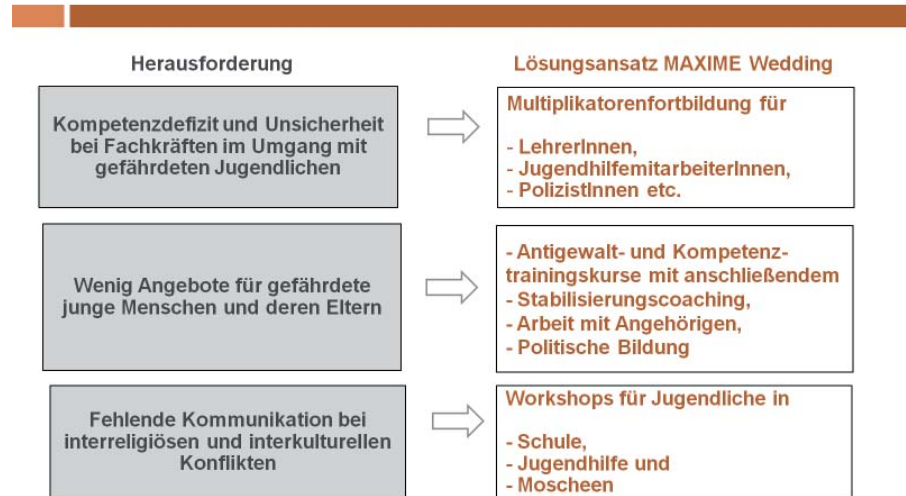 Herausforderung
Lösungsansatz MAXIME Wedding
Kompetenzdefizit und Unsicherheit
bei Fachkräften im Umgang mit
gefährdeten Jugendlichen
Multiplikatorenfortbildung für
- LehrerInnen,
- JugendhilfemitarbeiterInnen,
- PolizistInnen etc.
Wenig Angebote für gefährdete
junge Menschen und deren Eltern
- Antigewalt- und Kompetenz-
trainingskurse mit anschließendem
- Stabilisierungscoaching,
- Arbeit mit Angehörigen,
- Politische Bildung
Fehlende Kommunikation bei
interreligiösen und interkulturellen
Konflikten
Workshops für Jugendliche in
- Schule,
- Jugendhilfe und
- Moscheen